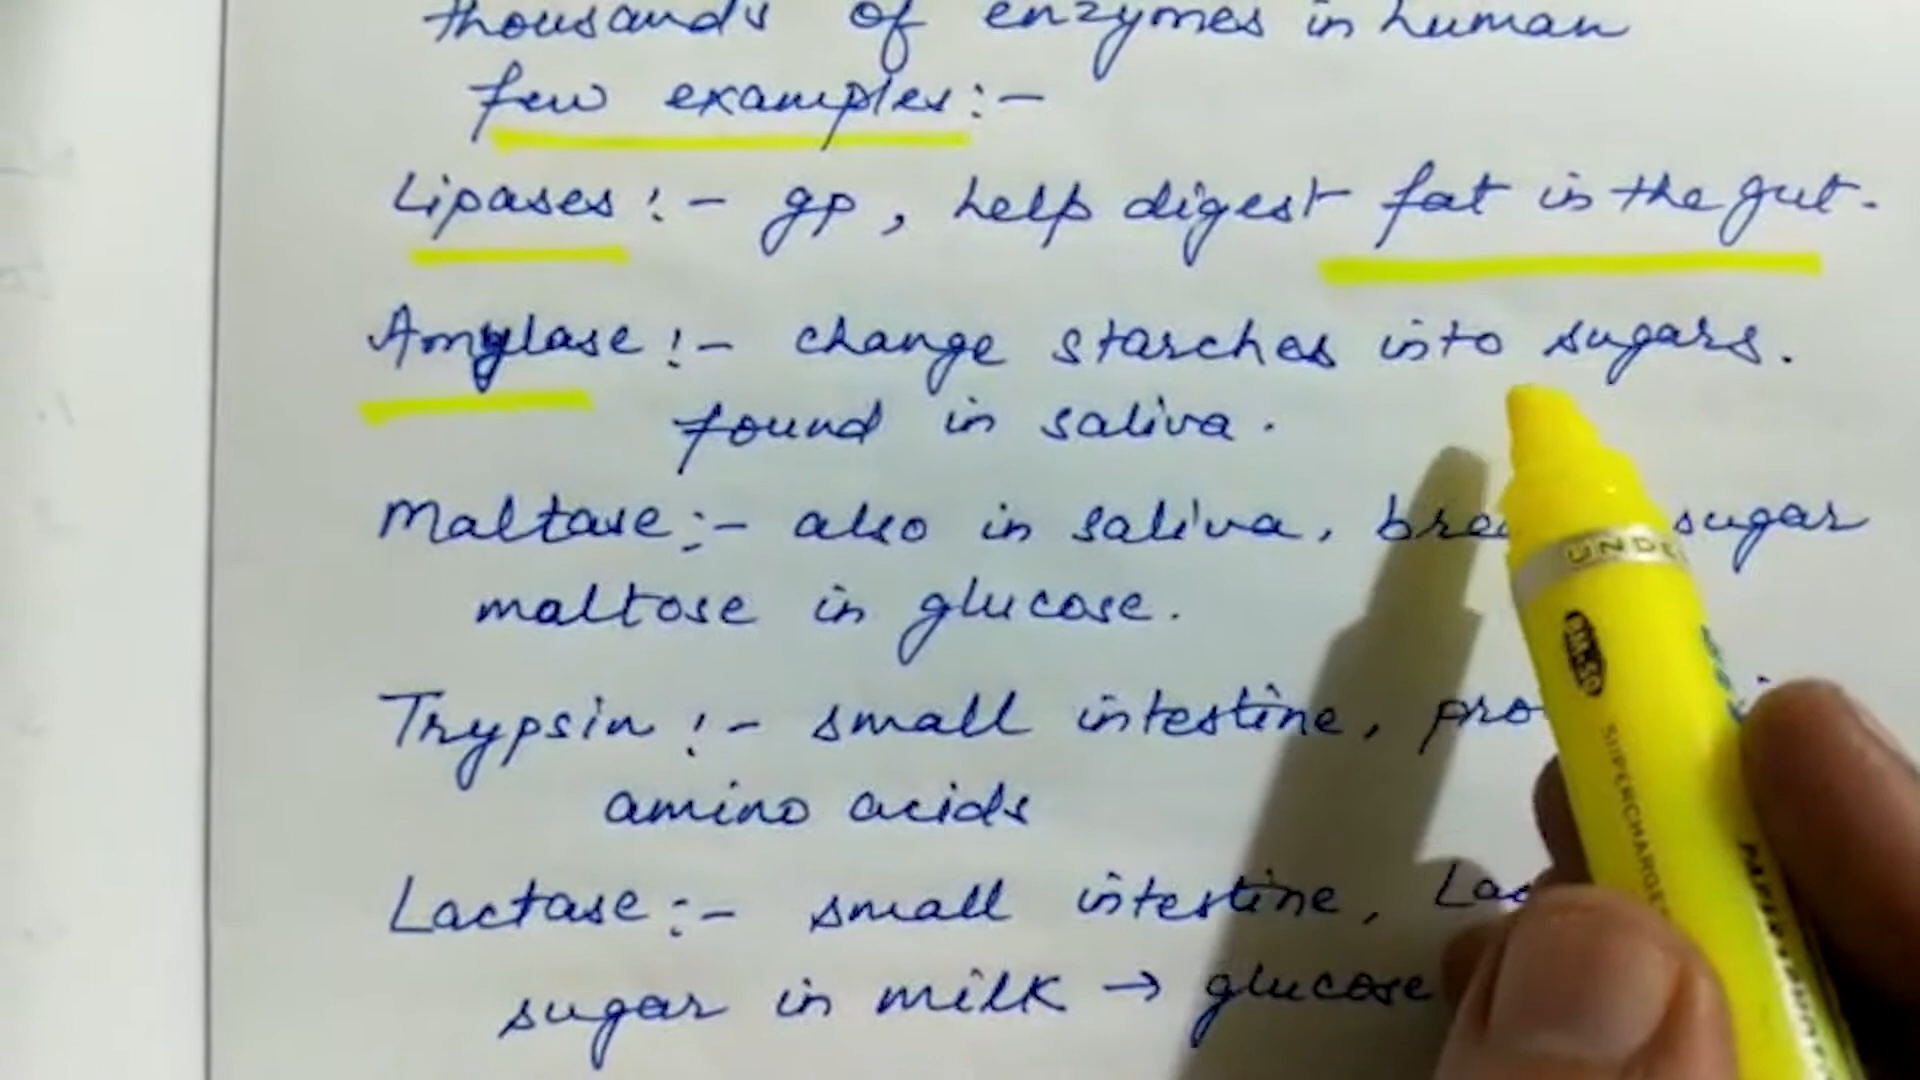 thousands of enzymes in human
few examples:-
Lipases :- gp, help digest fat in the gut.
Amylase :- change starches into sugars.
found in saliva.
Maltase :- also in saliva, sugar
maltose in glucose.
Trypsin :- small intestine,
amino acids
Lactase :- small intestine,
sugar in milk → glucose
SUPERCHARGE